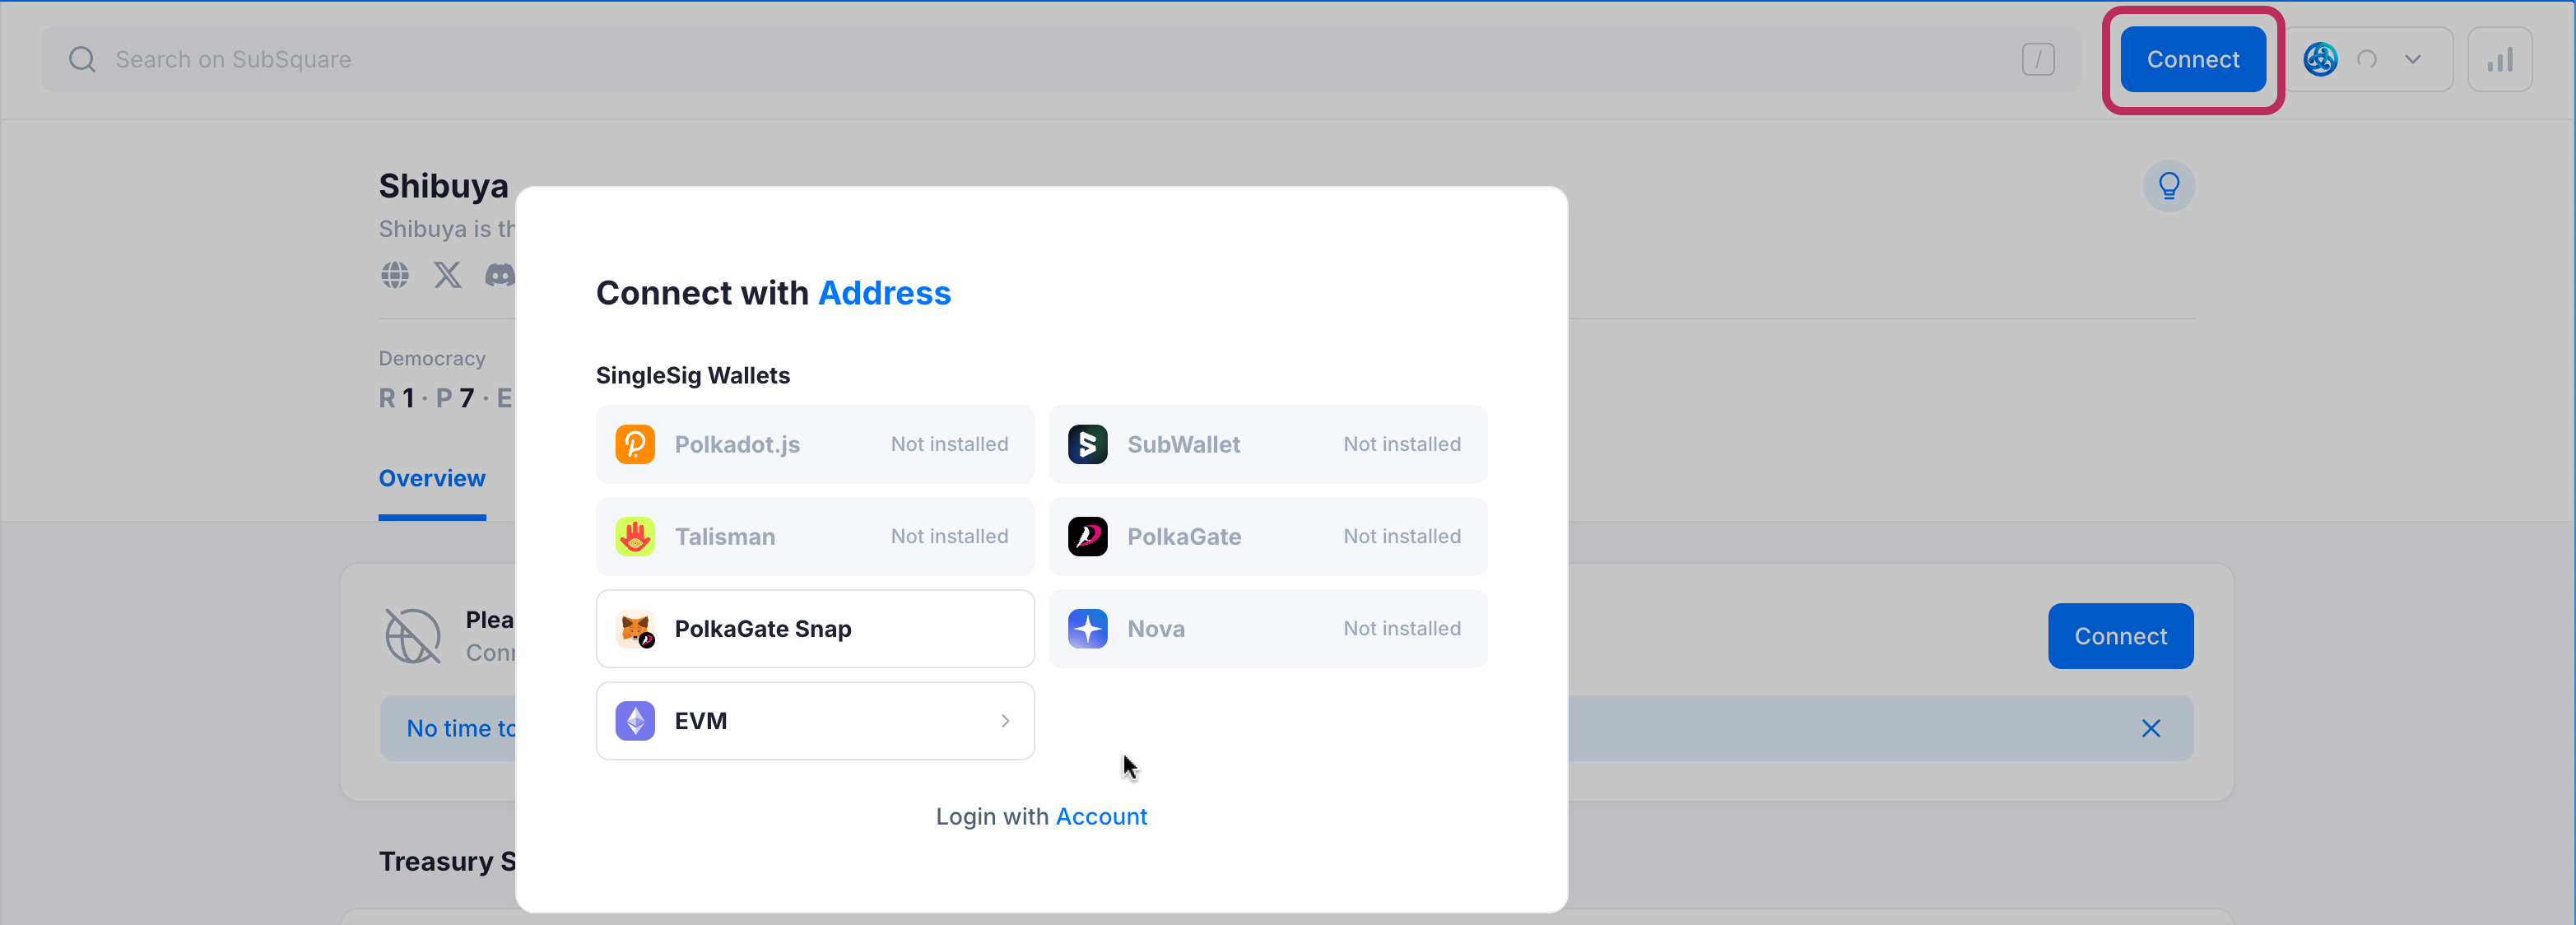 Search on SubSquare
/
Connect
Shibuya
Shibuya is th
Democracy
R 1 · P 7 · E
Overview
Connect with Address
SingleSig Wallets
Polkadot.js Not installed
SubWallet Not installed
Talisman Not installed
PolkaGate Not installed
PolkaGate Snap
Nova Not installed
EVM
Login with Account
Plea
Conn
Connect
No time to
Treasury S